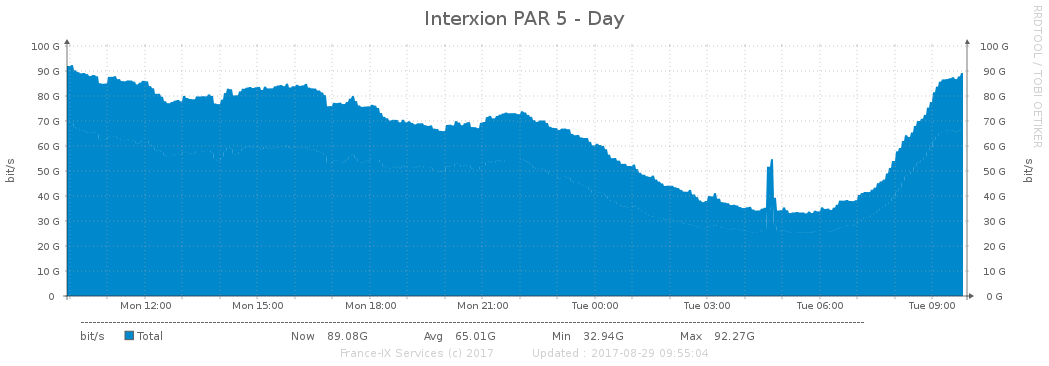 Interxion PAR 5 - Day
RRDTOOL / TOBI OETIKER
100 G 100 G
90 G 90 G
80 G 80 G
70 G 70 G
60 G 60 G
50 G 50 G
40 G 40 G
30 G 30 G
20 G 20 G
10 G 10 G
0 0 G
bit/s bit/s
Mon 12:00 Mon 15:00 Mon 18:00 Mon 21:00 Tue 00:00 Tue 03:00 Tue 06:00 Tue 09:00
bit/s Total Now 89.08G Avg 65.01G Min 32.94G Max 92.27G
France-IX Services (c) 2017 Updated : 2017-08-29 09:55:04